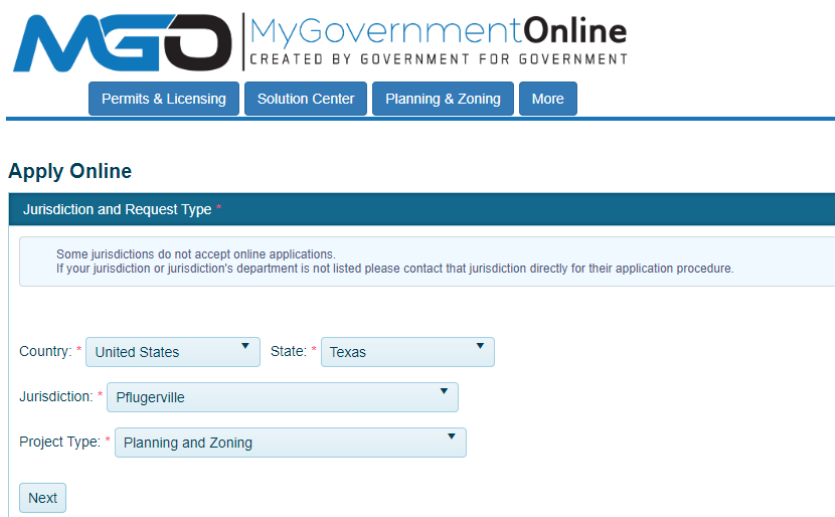 MGO MyGovernmentOnline
CREATED BY GOVERNMENT FOR GOVERNMENT
Permits & Licensing Solution Center Planning & Zoning More
Apply Online
Jurisdiction and Request Type *
Some jurisdictions do not accept online applications.
If your jurisdiction or jurisdiction's department is not listed please contact that jurisdiction directly for their application procedure.
Country: * United States State: * Texas
Jurisdiction: * Pflugerville
Project Type: * Planning and Zoning
Next